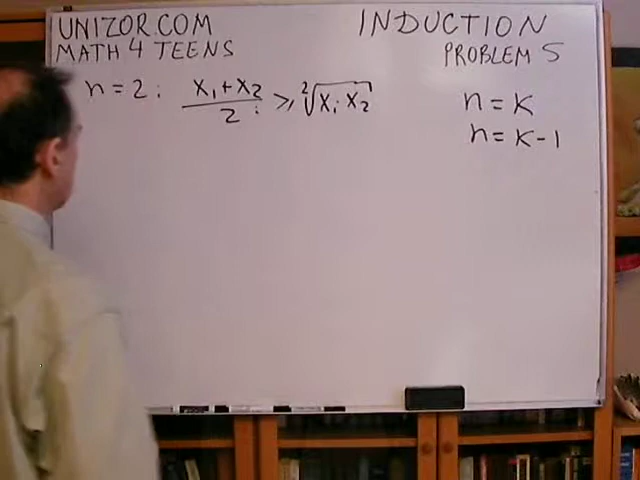 UNIZOR.COM
MATH 4 TEENS
INDUCTION
PROBLEM 5
n = 2 : (x₁ + x₂)/2 ≥ ²√(x₁ · x₂)
n = k
n = k - 1